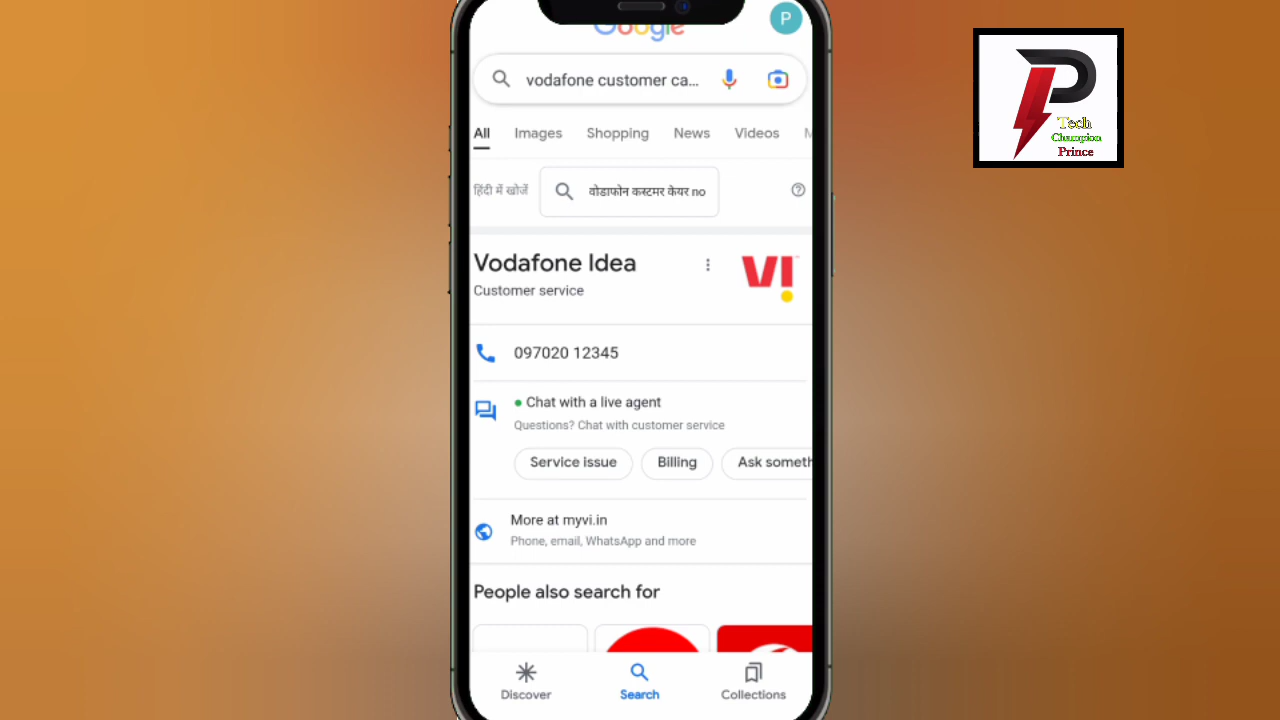 Google
P
vodafone customer ca...
All Images Shopping News Videos M
हिंदी में खोजें
वोडाफोन कस्टमर केयर no
Vodafone Idea
VI
Customer service
097020 12345
Chat with a live agent
Questions? Chat with customer service
Service issue Billing Ask someth
More at myvi.in
Phone, email, WhatsApp and more
People also search for
Discover Search Collections
P
Tech
Champion
Prince